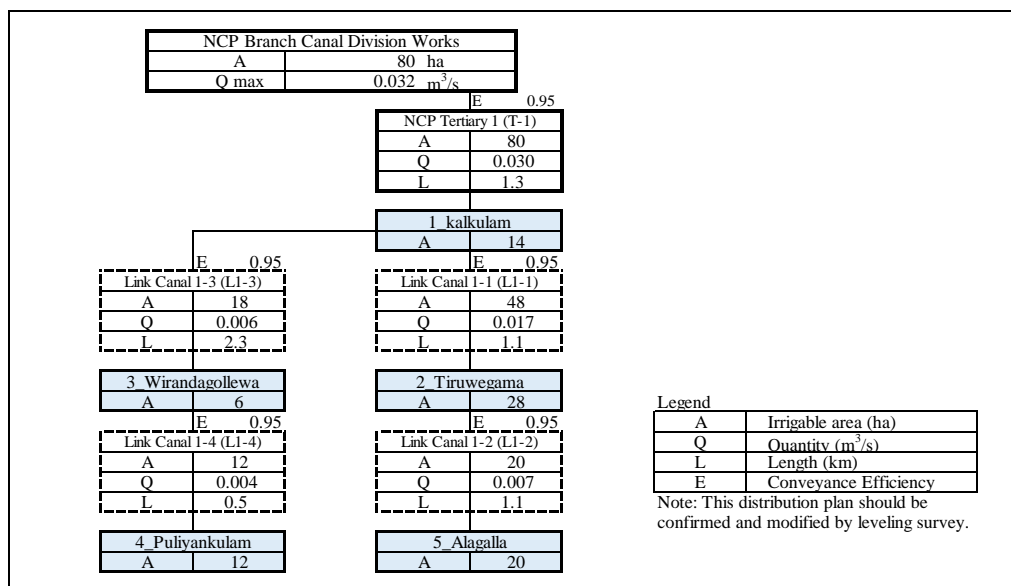 NCP Branch Canal Division Works
A 80 ha
Q max 0.032 m³/s
E 0.95
NCP Tertiary 1 (T-1)
A 80
Q 0.030
L 1.3
1_kalkulam
A 14
E 0.95
Link Canal 1-3 (L1-3)
A 18
Q 0.006
L 2.3
3_Wirandagollewa
A 6
E 0.95
Link Canal 1-4 (L1-4)
A 12
Q 0.004
L 0.5
4_Puliyankulam
A 12
E 0.95
Link Canal 1-1 (L1-1)
A 48
Q 0.017
L 1.1
2_Tiruwegama
A 28
E 0.95
Link Canal 1-2 (L1-2)
A 20
Q 0.007
L 1.1
5_Alagalla
A 20
Legend
A Irrigable area (ha)
Q Quantity (m³/s)
L Length (km)
E Conveyance Efficiency
Note: This distribution plan should be
confirmed and modified by leveling survey.